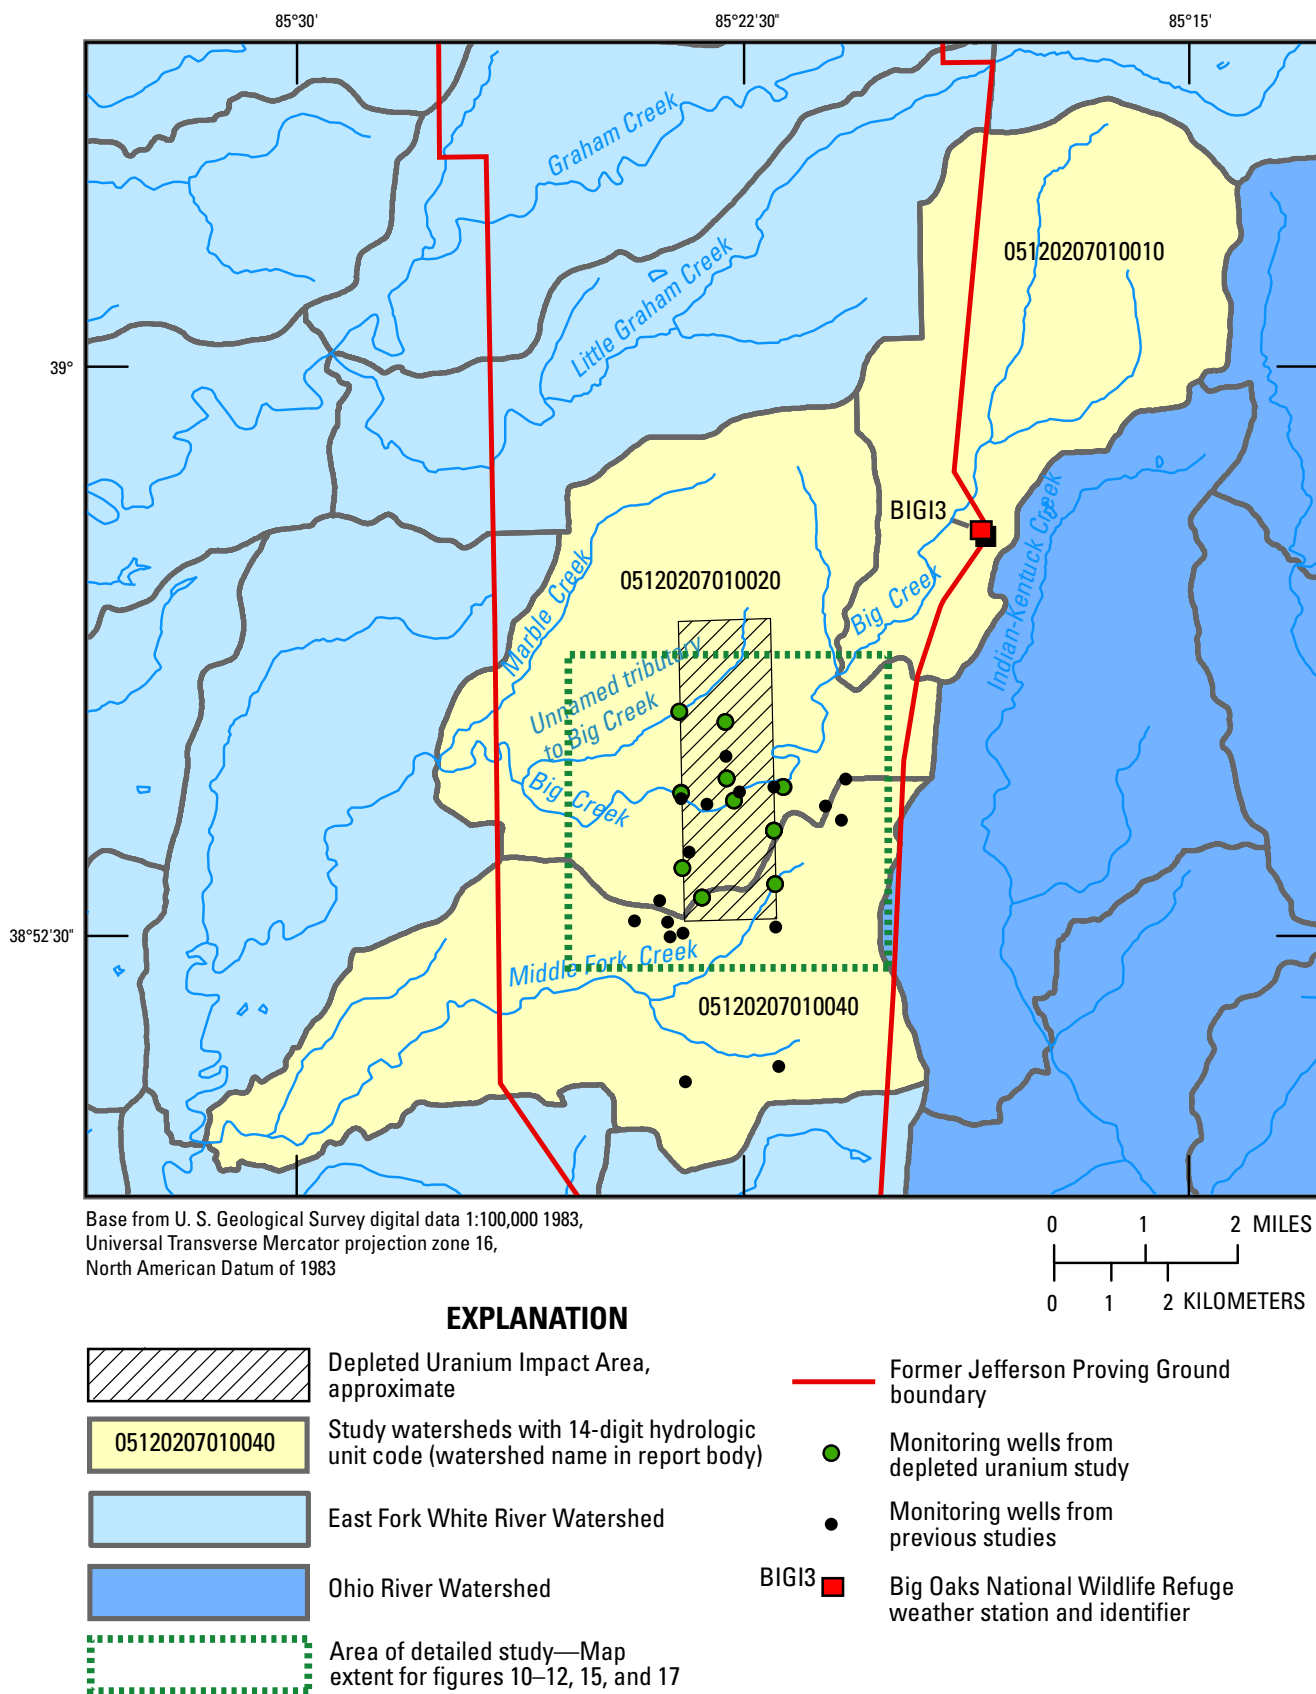 85°30'
85°22'30"
85°15'
Graham Creek
05120207010010
Little Graham Creek
39°
BIGI3
Indian-Kentuck Creek
Marble Creek
05120207010020
Big Creek
Unnamed tributary
to Big Creek
Big Creek
38°52'30"
Middle Fork Creek
05120207010040
Base from U. S. Geological Survey digital data 1:100,000 1983,
Universal Transverse Mercator projection zone 16,
North American Datum of 1983
0 1 2 MILES
0 1 2 KILOMETERS
EXPLANATION
Depleted Uranium Impact Area,
approximate
05120207010040
Study watersheds with 14-digit hydrologic
unit code (watershed name in report body)
East Fork White River Watershed
Ohio River Watershed
Area of detailed study—Map
extent for figures 10–12, 15, and 17
Former Jefferson Proving Ground
boundary
Monitoring wells from
depleted uranium study
Monitoring wells from
previous studies
BIGI3
Big Oaks National Wildlife Refuge
weather station and identifier